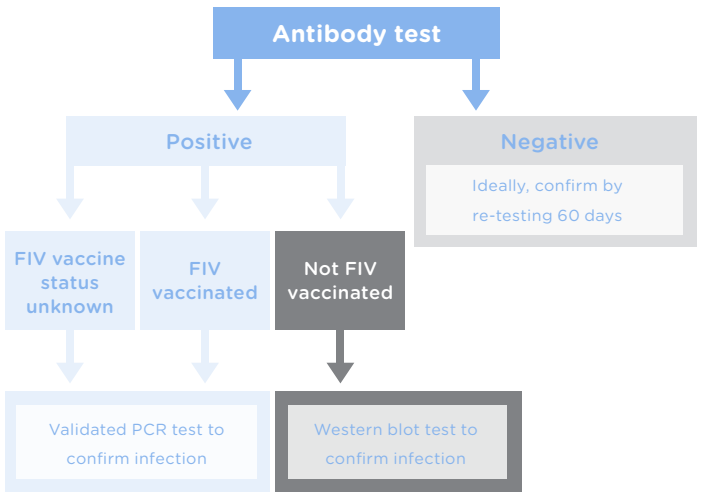 Antibody test
Positive
Negative
Ideally, confirm by
re-testing 60 days
FIV vaccine
status
unknown
FIV
vaccinated
Not FIV
vaccinated
Validated PCR test to
confirm infection
Western blot test to
confirm infection